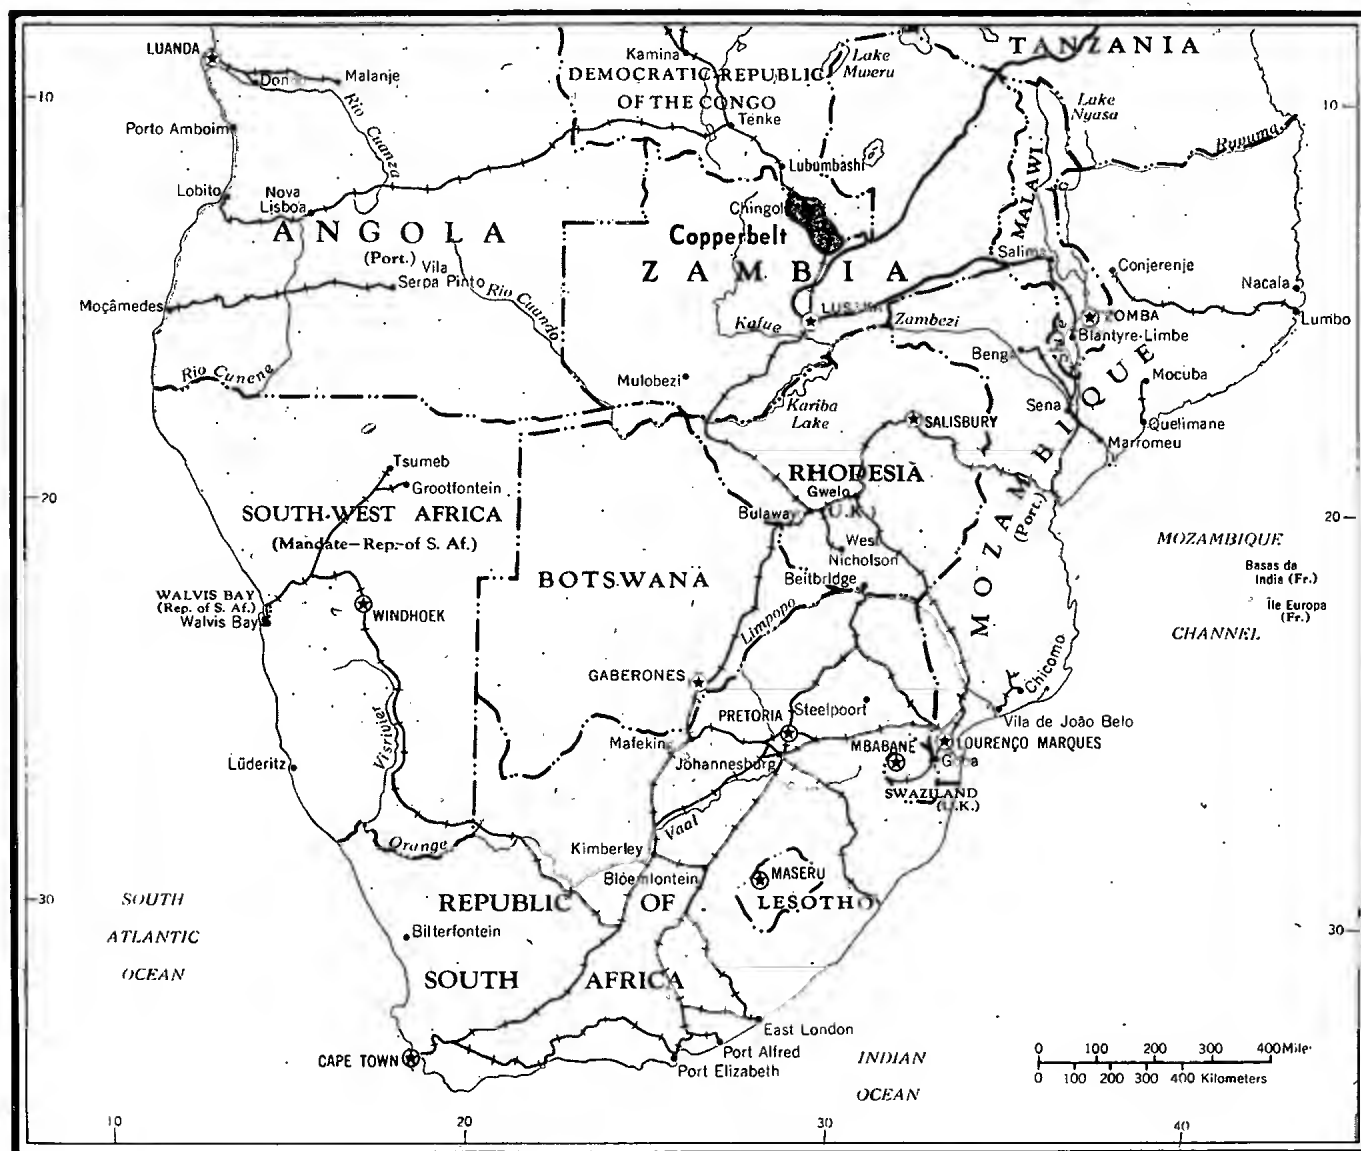 TANZANIA
LUANDA
Don
Malanje
Kamina
Lake
Mweru
DEMOCRATIC REPUBLIC
OF THE CONGO
10
10
Lake
Nyasa
Rio Cuanza
Porto Amboim
Tenke
Ruvuma
Lubumbashi
MALAWI
Lobito
Nova
Lisboa
Chingol
ANGOLA
(Port.)
Copperbelt
ZAMBIA
Salima
Conjerenje
Vila
Serpa Pinto
Rio Cuando
Nacala
Moçâmedes
Kafue
Zambezi
ZOMBA
Lumbo
Blantyre-Limbe
Beng
Rio Cunene
Mulobezi
Mocuba
Kariba
Lake
Sena
SALISBURY
Quelimane
Marromeu
MOZAMBIQUE
(Port.)
Tsumeb
Grootfontein
RHODESIA
Gwelo
(U.K.)
20
20
SOUTH-WEST AFRICA
(Mandate-Rep.-of S. Af.)
Bulaway
West
Nicholson
MOZAMBIQUE
CHANNEL
Basas da
India (Fr.)
Île Europa
(Fr.)
BOTSWANA
Beitbridge
WALVIS BAY
(Rep. of S. Af.)
Walvis Bay
WINDHOEK
Limpopo
GABERONES
Chicomo
Steelpoort
PRETORIA
Vila de João Belo
Visrivier
Mafekin
MBABANE
LOURENÇO MARQUES
Johannesburg
Lüderitz
SWAZILAND
(U.K.)
Vaal
Orange
Kimberley
Bloemfontein
MASERU
LESOTHO
30
30
SOUTH
ATLANTIC
OCEAN
REPUBLIC OF
SOUTH AFRICA
Bilterfontein
East London
Port Alfred
Port Elizabeth
CAPE TOWN
INDIAN
OCEAN
0 100 200 300 400 Miles
0 100 200 300 400 Kilometers
10 20 30 40